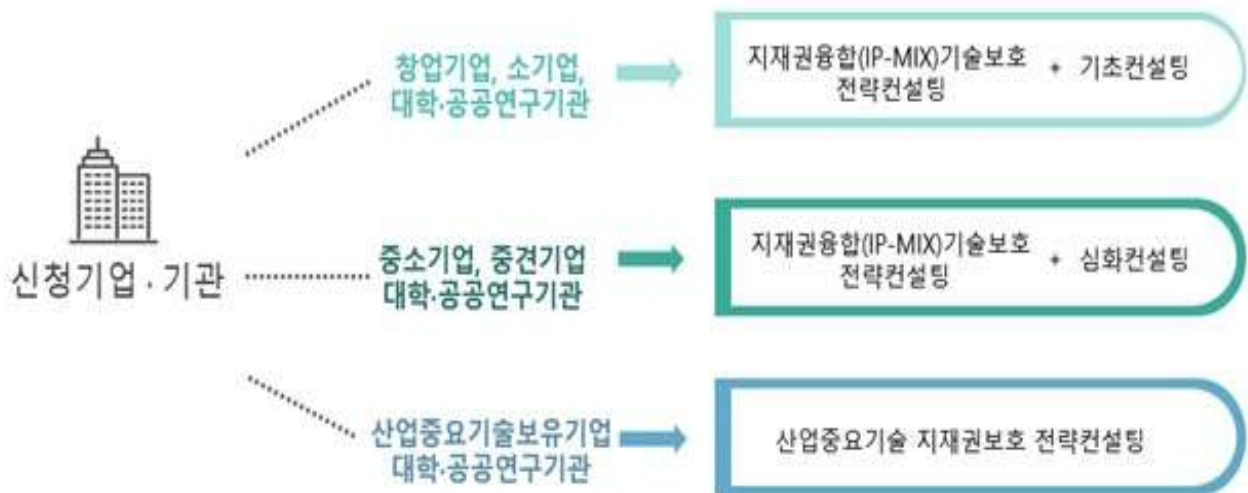 신청기업 · 기관
창업기업, 소기업,
대학·공공연구기관
지재권융합(IP-MIX)기술보호
전략컨설팅 + 기초컨설팅
중소기업, 중견기업
대학·공공연구기관
지재권융합(IP-MIX)기술보호
전략컨설팅 + 심화컨설팅
산업중요기술보유기업
대학·공공연구기관
산업중요기술 지재권보호 전략컨설팅